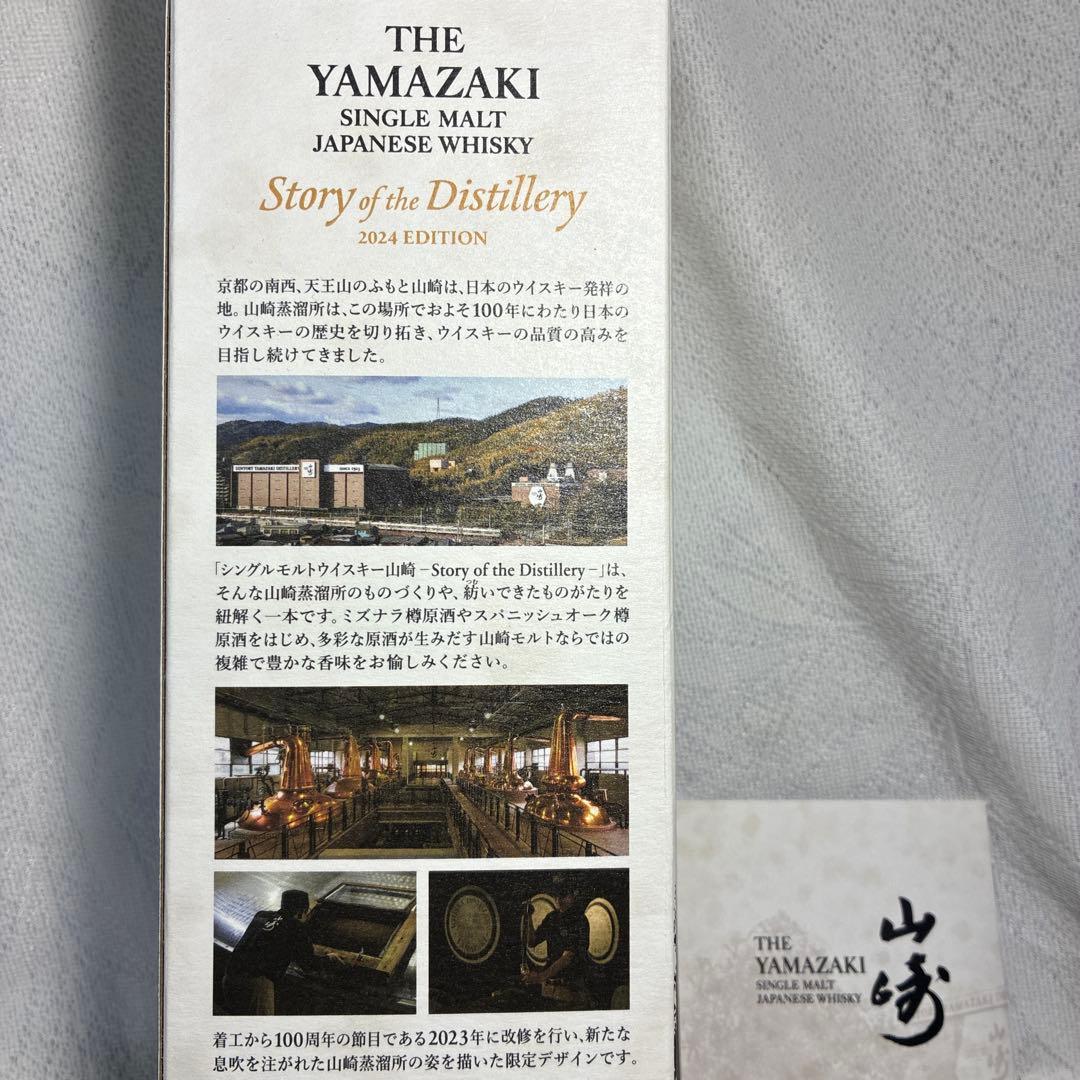 THE
YAMAZAKI
SINGLE MALT
JAPANESE WHISKY
Story of the Distillery
2024 EDITION
京都の南西、天王山のふもと山崎は、日本のウイスキー発祥の
地。山崎蒸溜所は、この場所でおよそ100年にわたり日本の
ウイスキーの歴史を切り拓き、ウイスキーの品質の高みを
目指し続けてきました。
SUNTORY YAMAZAKI DISTILLERY
SINCE 1923
「シングルモルトウイスキー山崎 −Story of the Distillery−」は、
つむ
そんな山崎蒸溜所のものづくりや、紡いできたものがたりを
紐解く一本です。ミズナラ樽原酒やスパニッシュオーク樽
原酒をはじめ、多彩な原酒が生みだす山崎モルトならではの
複雑で豊かな香味をお愉しみください。
着工から100周年の節目である2023年に改修を行い、新たな
息吹を注がれた山崎蒸溜所の姿を描いた限定デザインです。
THE
YAMAZAKI
SINGLE MALT
JAPANESE WHISKY
山崎
YAMAZAKI